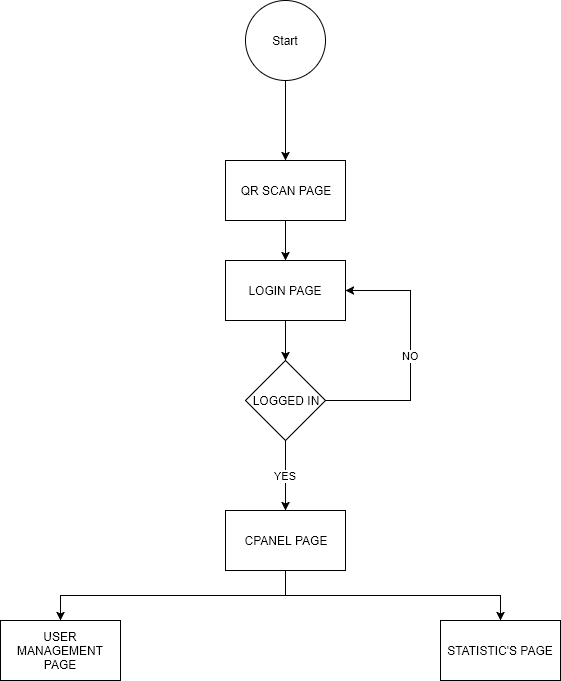 Start
QR SCAN PAGE
LOGIN PAGE
NO
LOGGED IN
YES
CPANEL PAGE
USER
MANAGEMENT
PAGE
STATISTIC'S PAGE